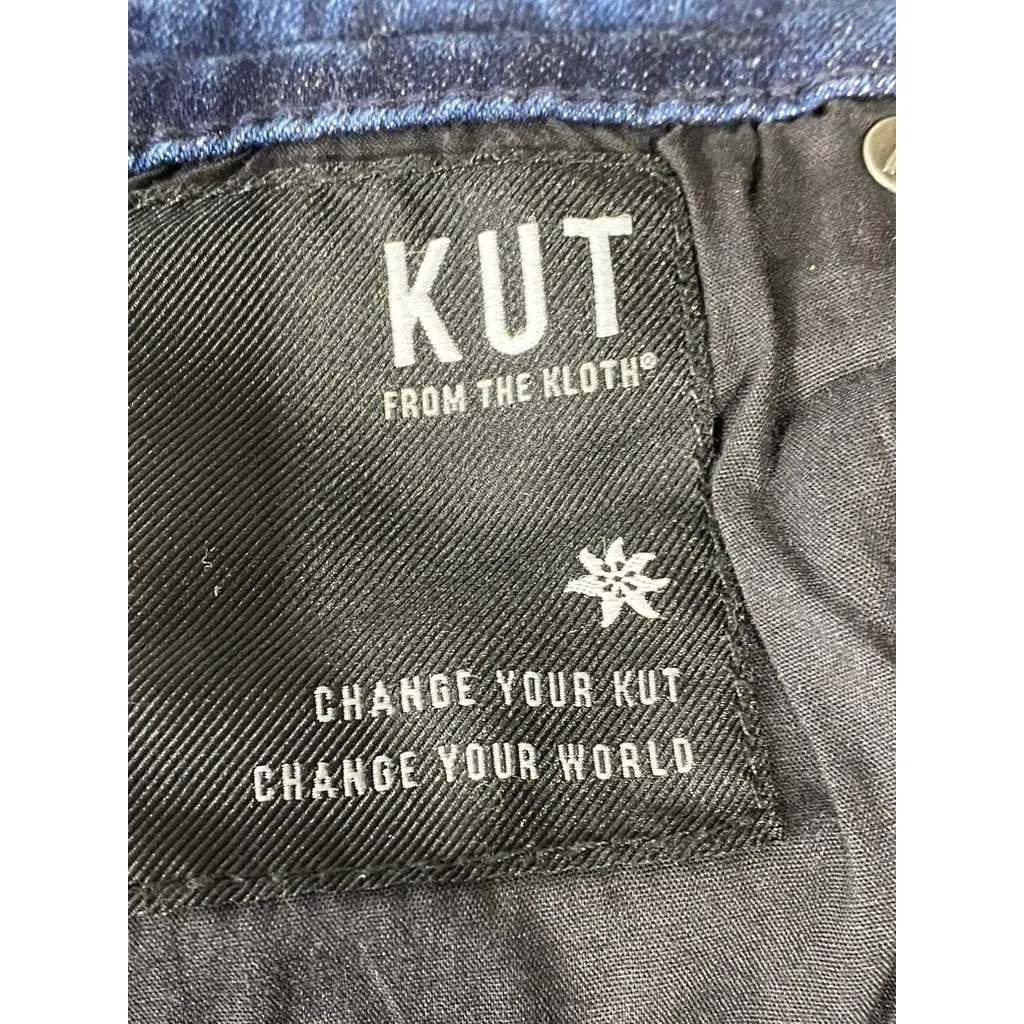 KUT
FROM THE KLOTH®
CHANGE YOUR KUT
CHANGE YOUR WORLD